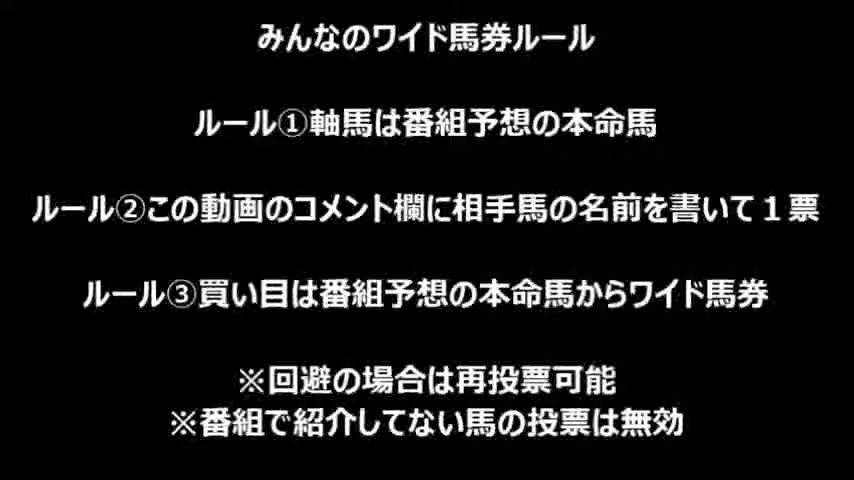 みんなのワイド馬券ルール
ルール①軸馬は番組予想の本命馬
ルール②この動画のコメント欄に相手馬の名前を書いて１票
ルール③買い目は番組予想の本命馬からワイド馬券
※回避の場合は再投票可能
※番組で紹介してない馬の投票は無効